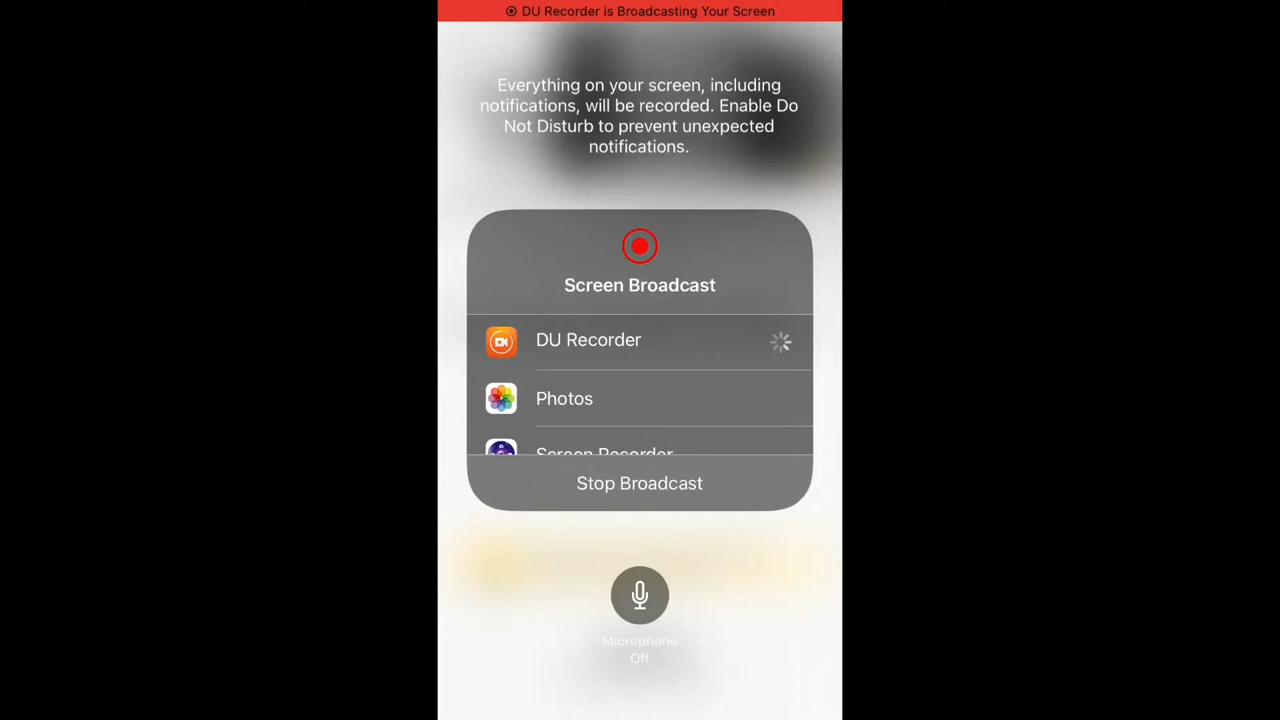 DU Recorder is Broadcasting Your Screen
Everything on your screen, including
notifications, will be recorded. Enable Do
Not Disturb to prevent unexpected
notifications.
Screen Broadcast
DU Recorder
Photos
Screen Recorder
Stop Broadcast
Microphone
Off